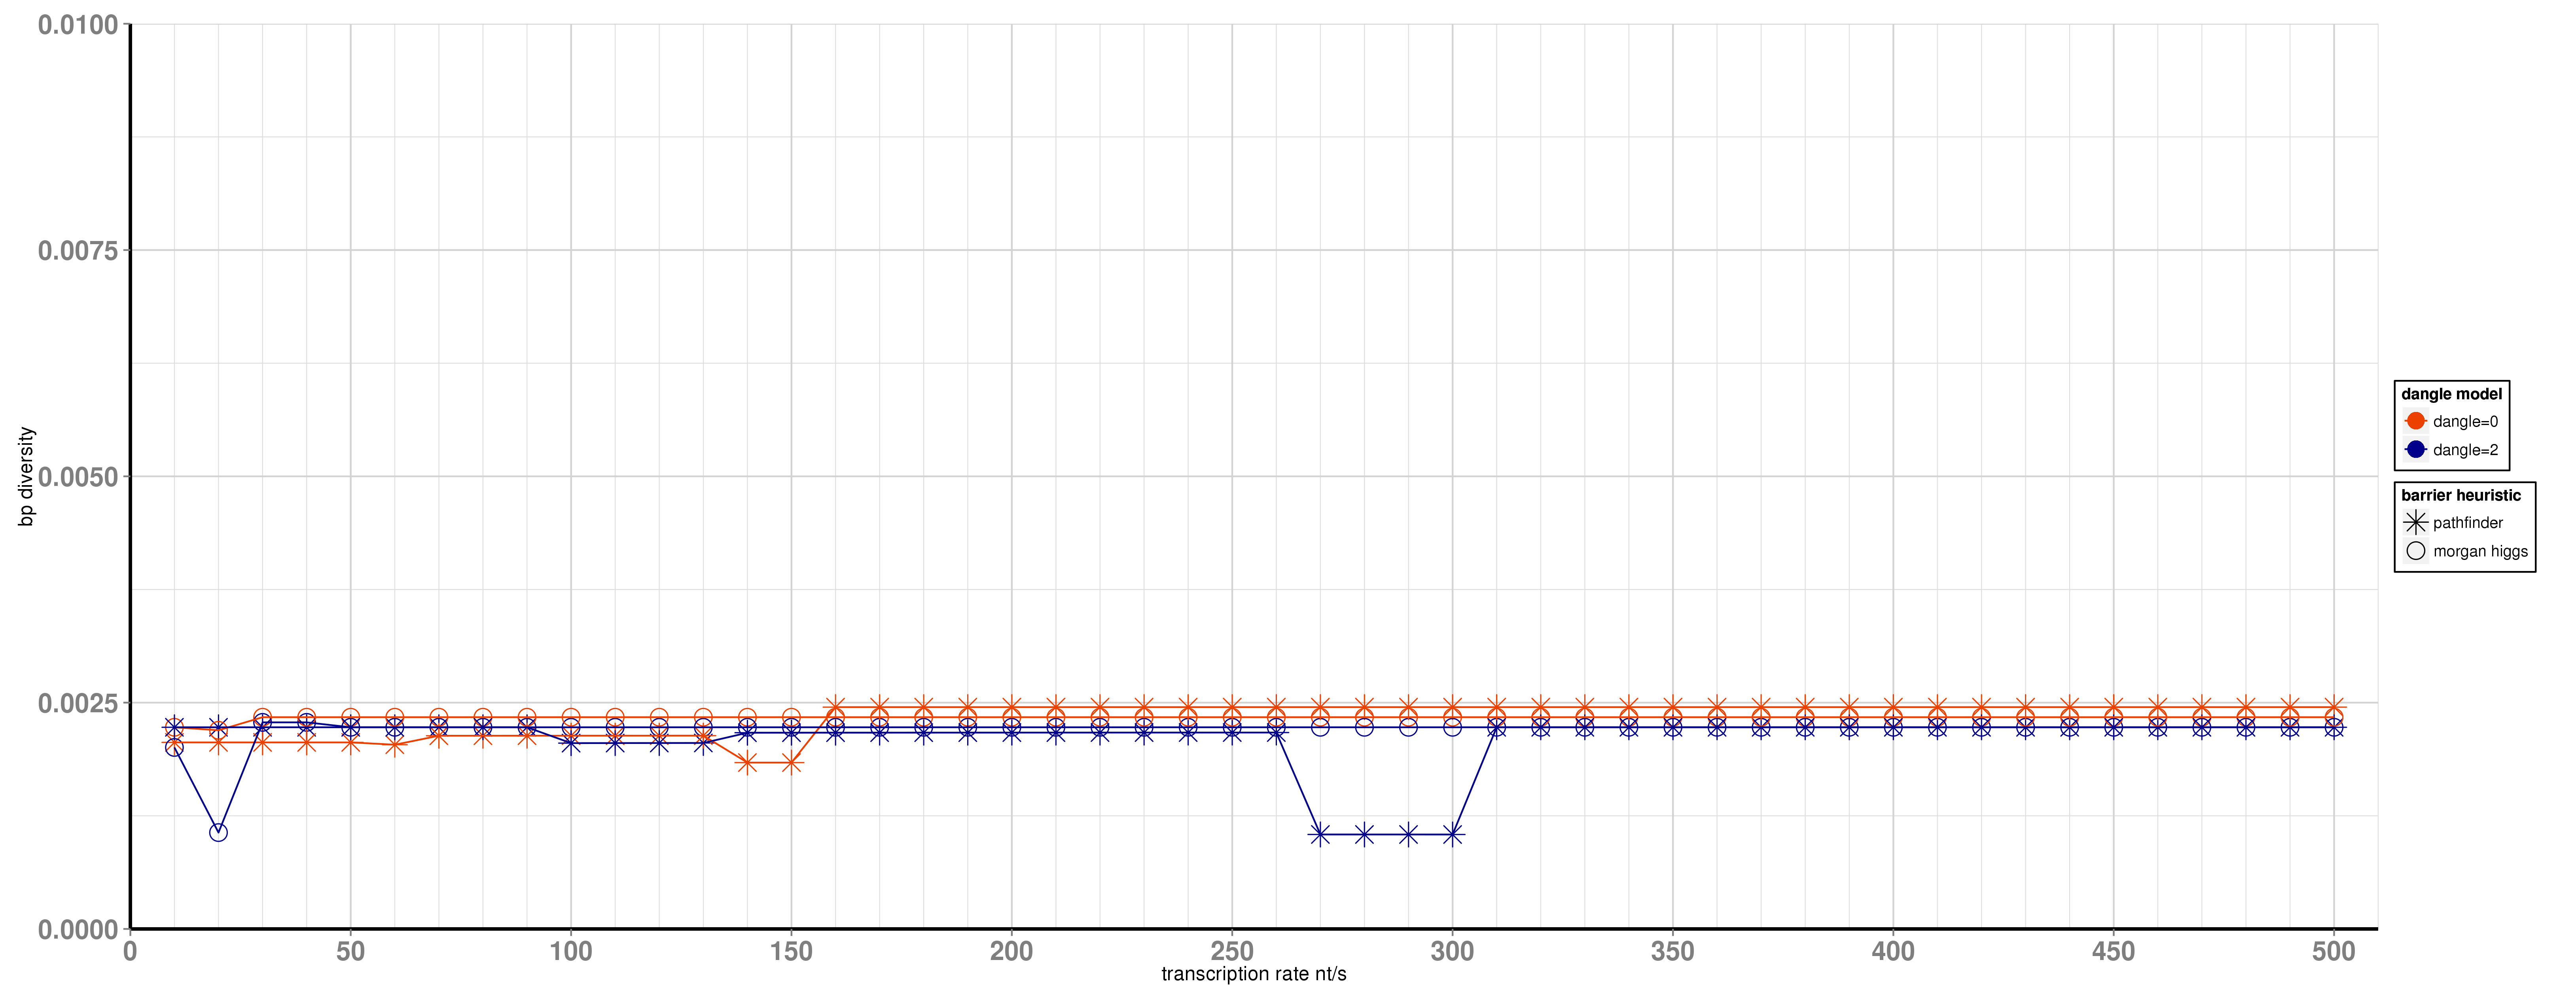 0.0100
0.0075
0.0050
0.0025
0.0000
bp diversity
0 50 100 150 200 250 300 350 400 450 500
transcription rate nt/s
dangle model
dangle=0
dangle=2
barrier heuristic
pathfinder
morgan higgs